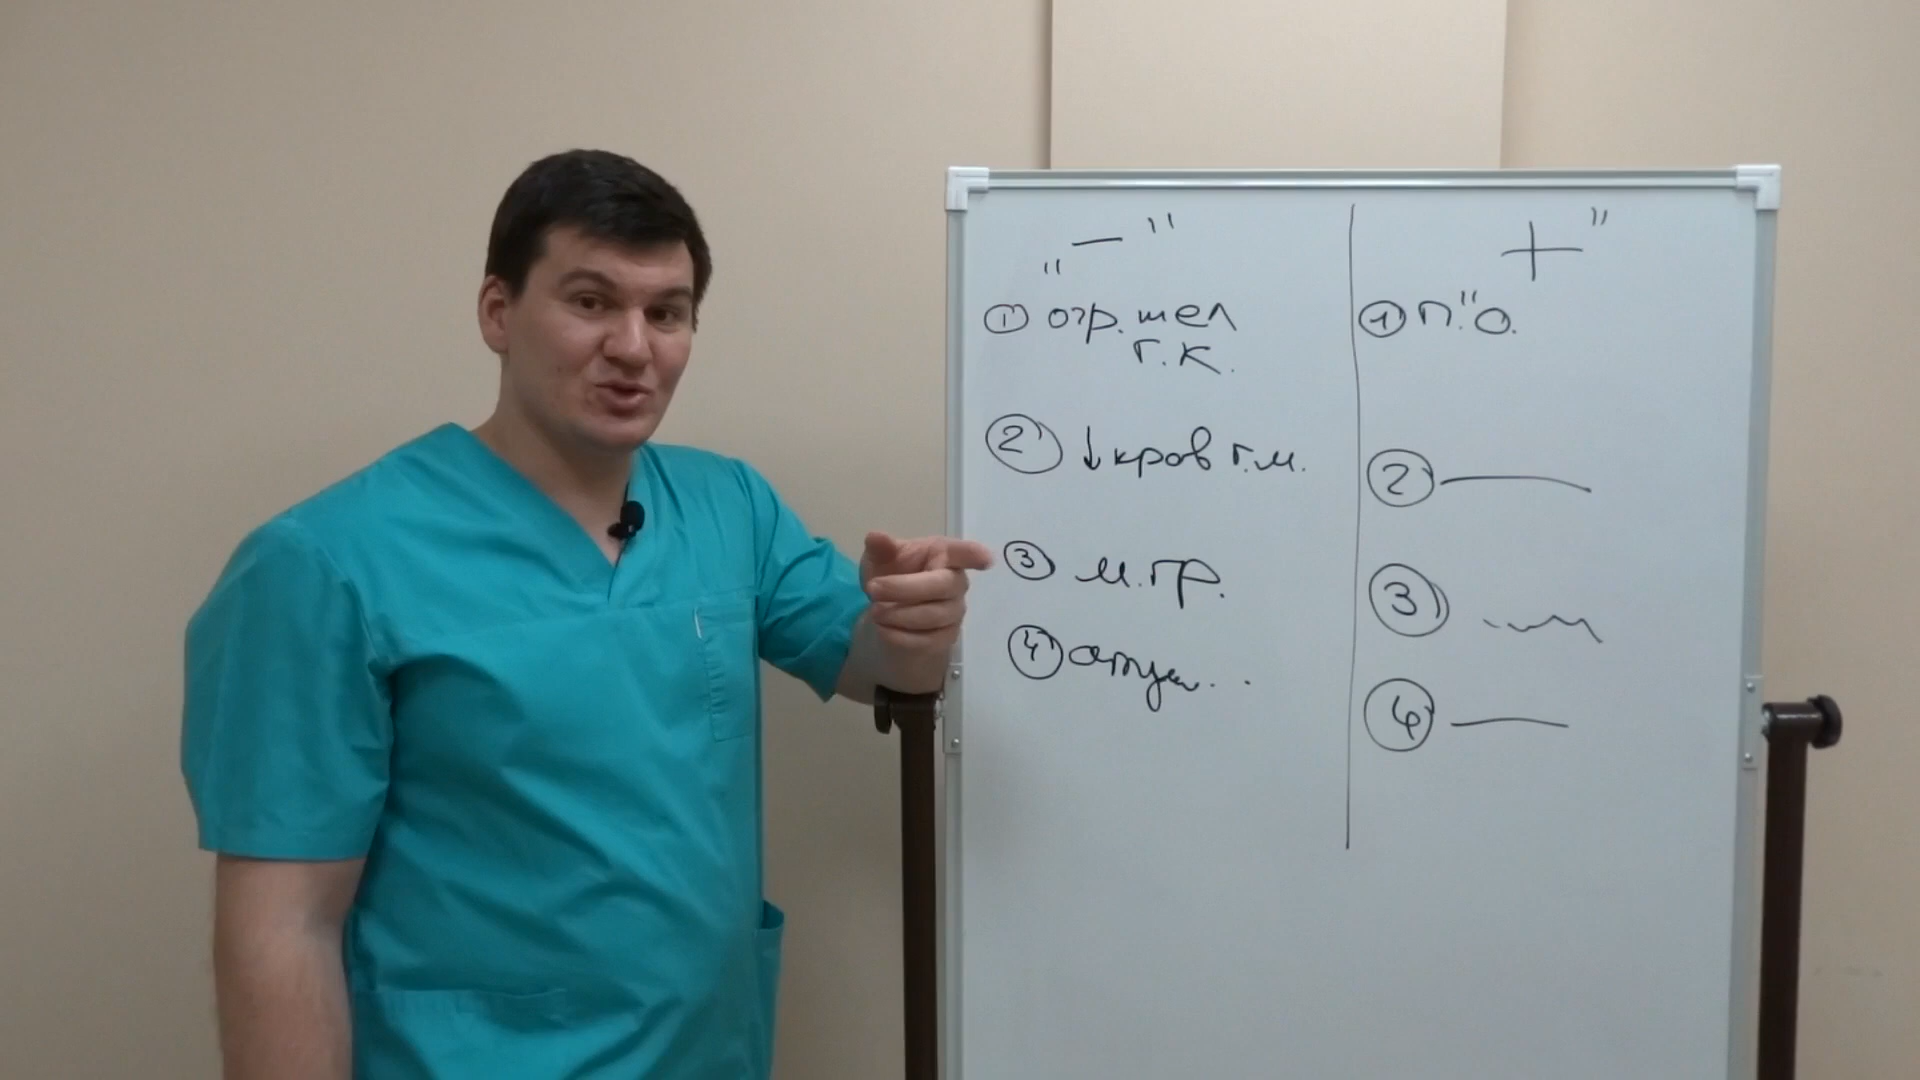 „ — "
① огр. шел
г.к.
② ↓кров г.м.
③ м.гр.
④
+ "
① П."О.
② —
③
④ —